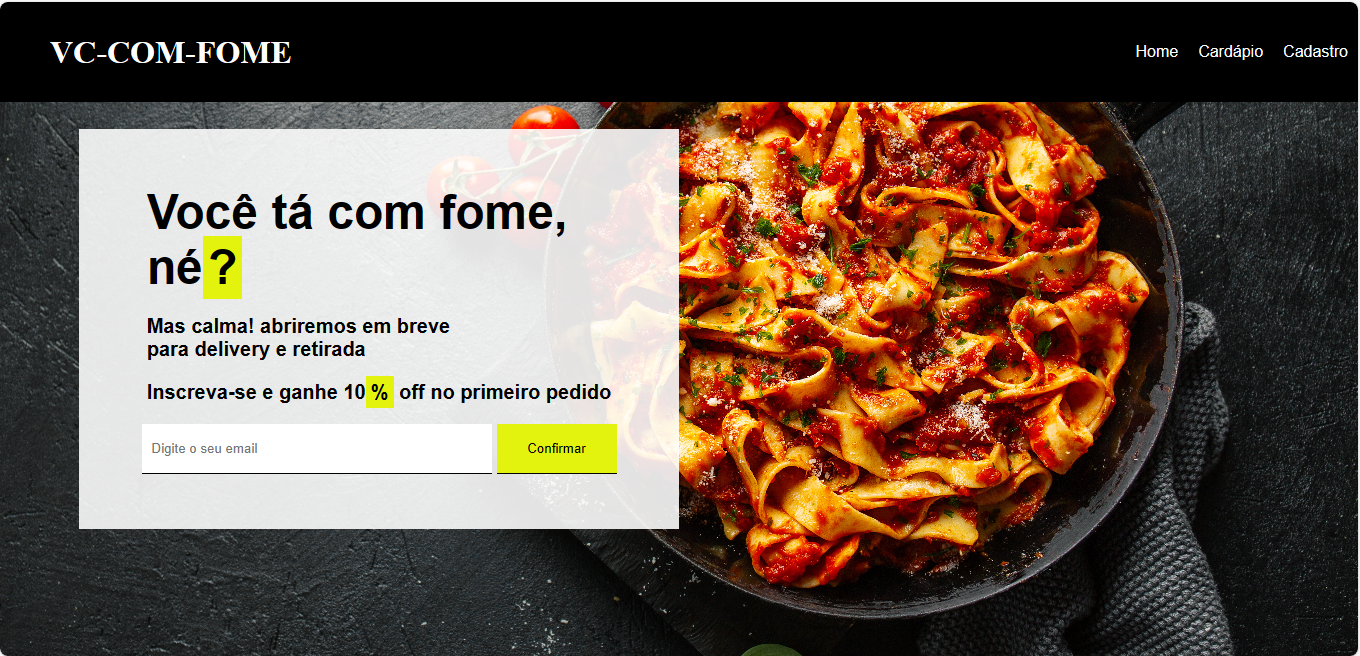 VC-COM-FOME
Home Cardápio Cadastro
Você tá com fome,
né?
Mas calma! abriremos em breve
para delivery e retirada
Inscreva-se e ganhe 10% off no primeiro pedido
Digite o seu email
Confirmar